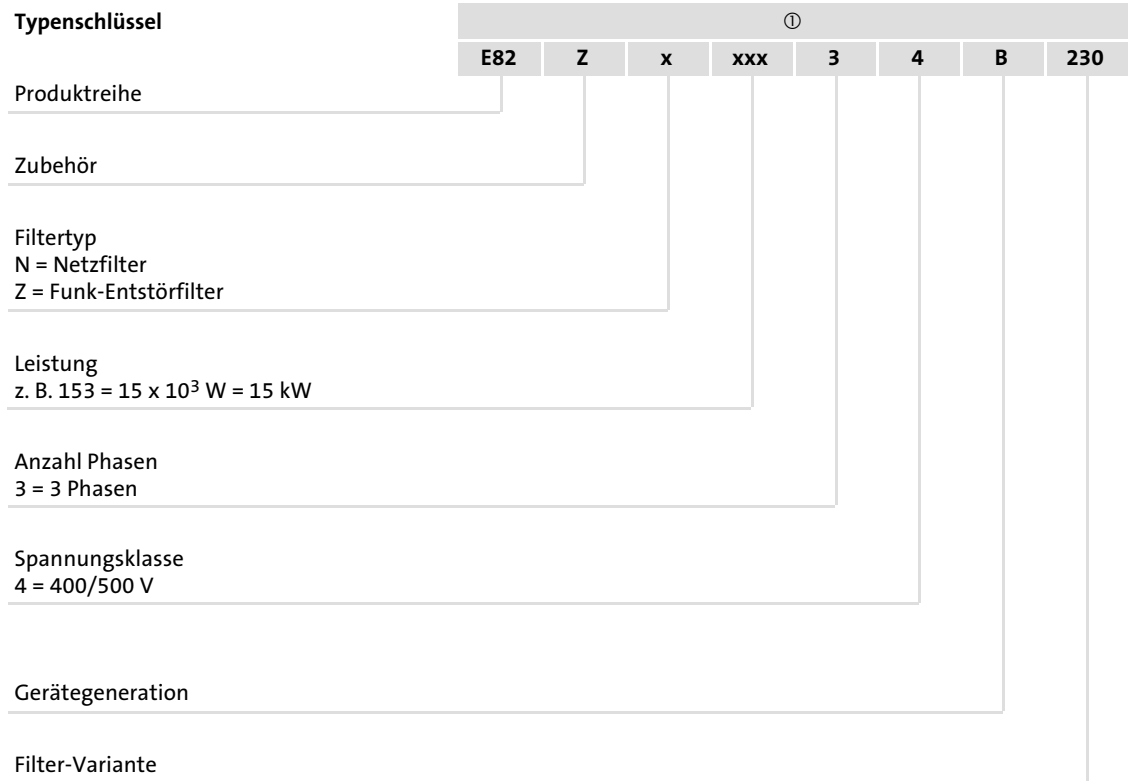 Typenschlüssel ①
E82 Z x xxx 3 4 B 230
Produktreihe
Zubehör
Filtertyp
N = Netzfilter
Z = Funk-Entstörfilter
Leistung
z. B. 153 = 15 x 10³ W = 15 kW
Anzahl Phasen
3 = 3 Phasen
Spannungsklasse
4 = 400/500 V
Gerätegeneration
Filter-Variante